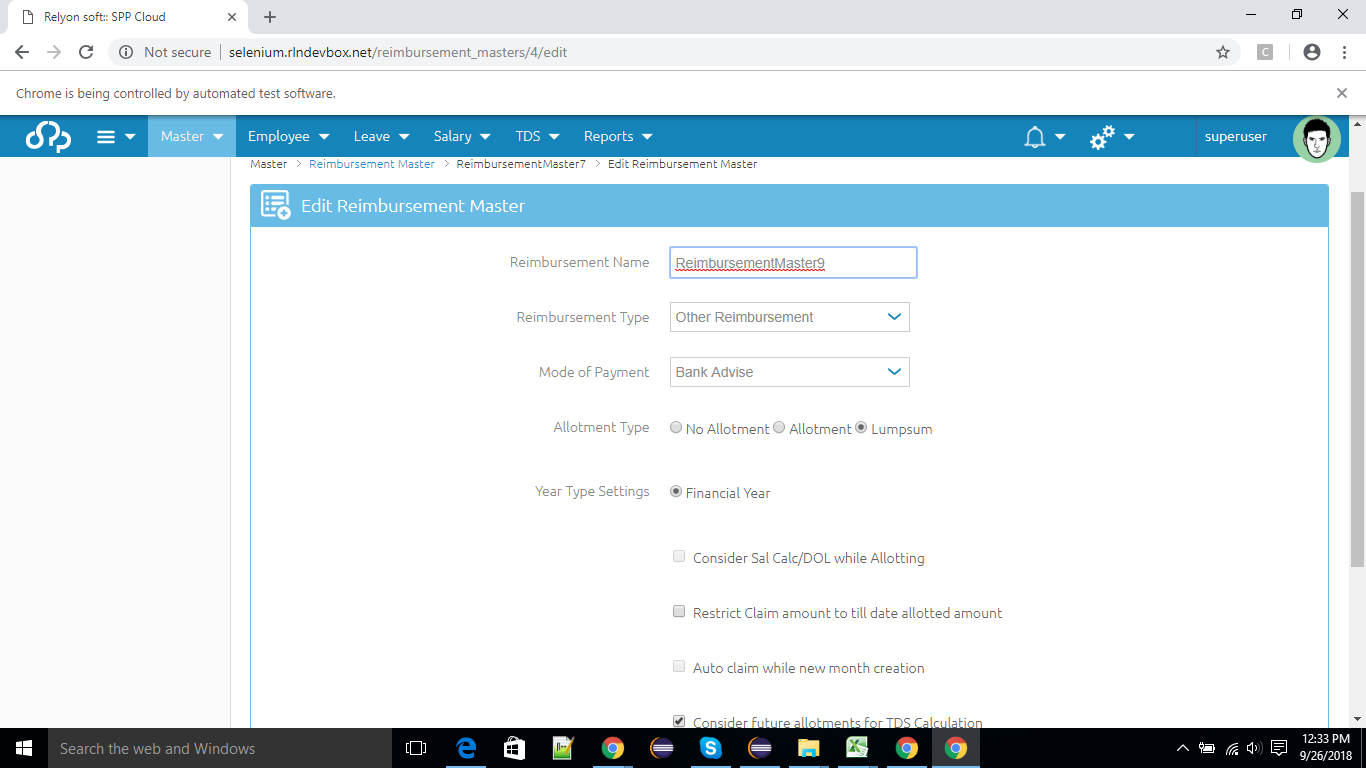 Relyon soft:: SPP Cloud
Not secure
selenium.rlndevbox.net/reimbursement_masters/4/edit
C
Chrome is being controlled by automated test software.
Master Employee Leave Salary TDS Reports superuser
Master > Reimbursement Master > ReimbursementMaster7 > Edit Reimbursement Master
Edit Reimbursement Master
Reimbursement Name ReimbursementMaster9
Reimbursement Type Other Reimbursement
Mode of Payment Bank Advise
Allotment Type No Allotment Allotment Lumpsum
Year Type Settings Financial Year
Consider Sal Calc/DOL while Allotting
Restrict Claim amount to till date allotted amount
Auto claim while new month creation
Consider future allotments for TDS Calculation
Search the web and Windows
12:33 PM
9/26/2018